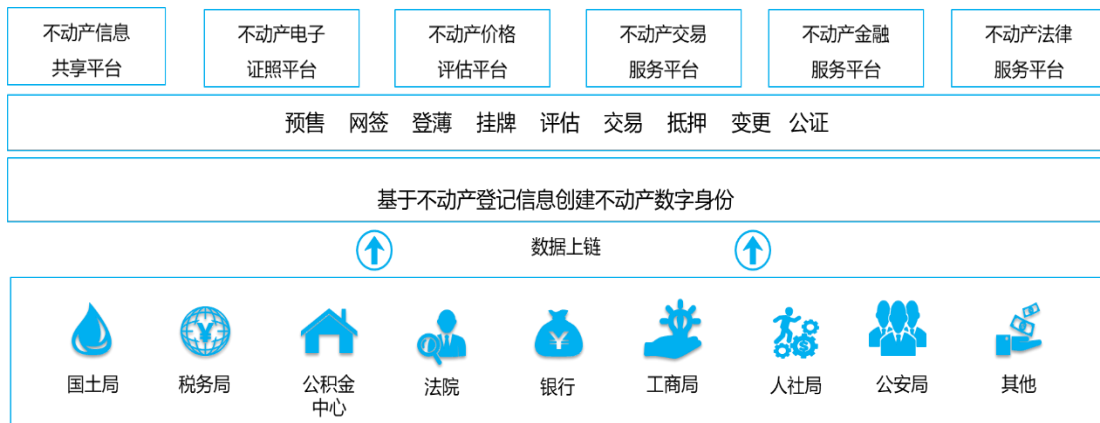 不动产信息
共享平台
不动产电子
证照平台
不动产价格
评估平台
不动产交易
服务平台
不动产金融
服务平台
不动产法律
服务平台
预售 网签 登薄 挂牌 评估 交易 抵押 变更 公证
基于不动产登记信息创建不动产数字身份
数据上链
国土局
税务局
公积金
中心
法院
银行
工商局
人社局
公安局
其他